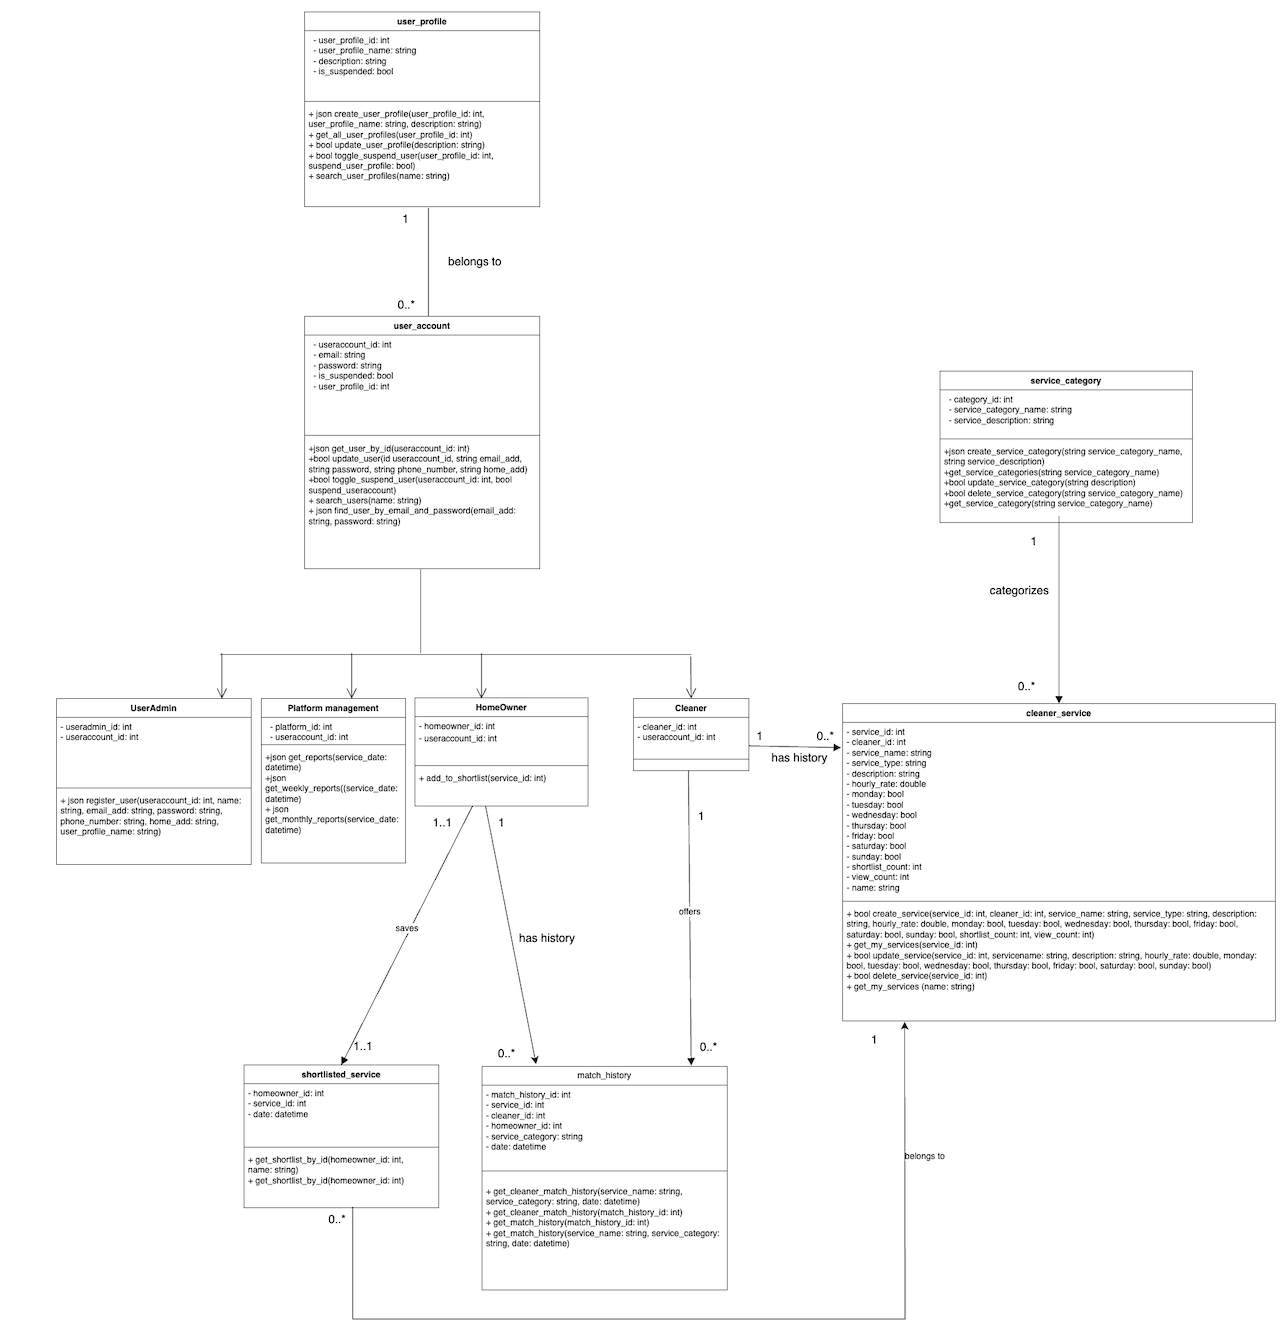 user_profile
- user_profile_id: int
- user_profile_name: string
- description: string
- is_suspended: bool
+ json create_user_profile(user_profile_id: int,
user_profile_name: string, description: string)
+ get_all_user_profiles(user_profile_id: int)
+ bool update_user_profile(description: string)
+ bool toggle_suspend_user(user_profile_id: int,
suspend_user_profile: bool)
+ search_user_profiles(name: string)
1
belongs to
0..*
user_account
- useraccount_id: int
- email: string
- password: string
- is_suspended: bool
- user_profile_id: int
+json get_user_by_id(useraccount_id: int)
+bool update_user(id useraccount_id, string email_add,
string password, string phone_number, string home_add)
+bool toggle_suspend_user(useraccount_id: int, bool
suspend_useraccount)
+ search_users(name: string)
+ json find_user_by_email_and_password(email_add:
string, password: string)
service_category
- category_id: int
- service_category_name: string
- service_description: string
+json create_service_category(string service_category_name,
string service_description)
+get_service_categories(string service_category_name)
+bool update_service_category(string description)
+bool delete_service_category(string service_category_name)
+get_service_category(string service_category_name)
1
categorizes
0..*
UserAdmin
- useradmin_id: int
- useraccount_id: int
+ json register_user(useraccount_id: int, name:
string, email_add: string, password: string,
phone_number: string, home_add: string,
user_profile_name: string)
Platform management
- platform_id: int
- useraccount_id: int
+json get_reports(service_date:
datetime)
+json
get_weekly_reports((service_date:
datetime)
+ json
get_monthly_reports(service_date:
datetime)
HomeOwner
- homeowner_id: int
- useraccount_id: int
+ add_to_shortlist(service_id: int)
Cleaner
- cleaner_id: int
- useraccount_id: int
1
0..*
has history
cleaner_service
- service_id: int
- cleaner_id: int
- service_name: string
- service_type: string
- description: string
- hourly_rate: double
- monday: bool
- tuesday: bool
- wednesday: bool
- thursday: bool
- friday: bool
- saturday: bool
- sunday: bool
- shortlist_count: int
- view_count: int
- name: string
+ bool create_service(service_id: int, cleaner_id: int, service_name: string, service_type: string, description:
string, hourly_rate: double, monday: bool, tuesday: bool, wednesday: bool, thursday: bool, friday: bool,
saturday: bool, sunday: bool, shortlist_count: int, view_count: int)
+ get_my_services(service_id: int)
+ bool update_service(service_id: int, servicename: string, description: string, hourly_rate: double, monday:
bool, tuesday: bool, wednesday: bool, thursday: bool, friday: bool, saturday: bool, sunday: bool)
+ bool delete_service(service_id: int)
+ get_my_services (name: string)
1..1
1
1
saves
has history
offers
1..1
0..*
0..*
1
shortlisted_service
- homeowner_id: int
- service_id: int
- date: datetime
+ get_shortlist_by_id(homeowner_id: int,
name: string)
+ get_shortlist_by_id(homeowner_id: int)
0..*
match_history
- match_history_id: int
- service_id: int
- cleaner_id: int
- homeowner_id: int
- service_category: string
- date: datetime
+ get_cleaner_match_history(service_name: string,
service_category: string, date: datetime)
+ get_cleaner_match_history(match_history_id: int)
+ get_match_history(match_history_id: int)
+ get_match_history(service_name: string, service_category:
string, date: datetime)
belongs to